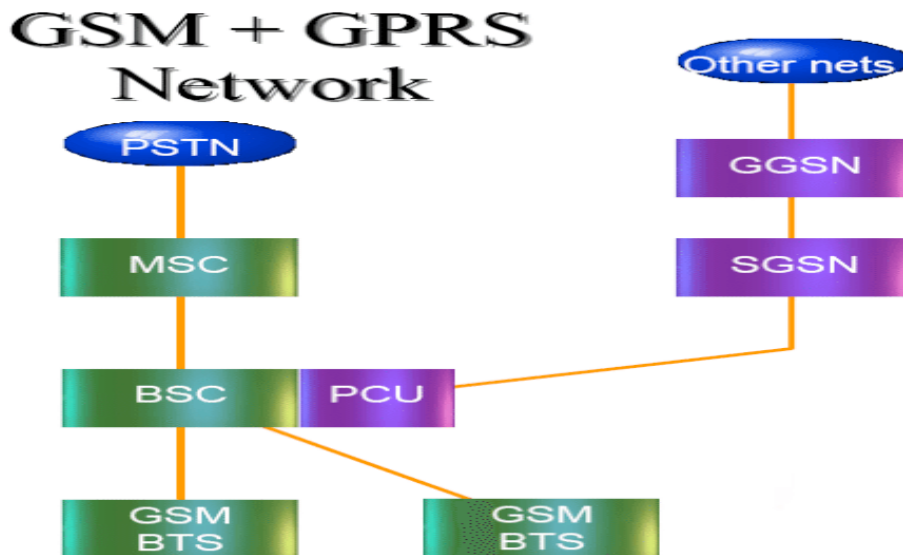 GSM + GPRS
Network
Other nets
PSTN
GGSN
MSC
SGSN
BSC
PCU
GSM
BTS
GSM
BTS